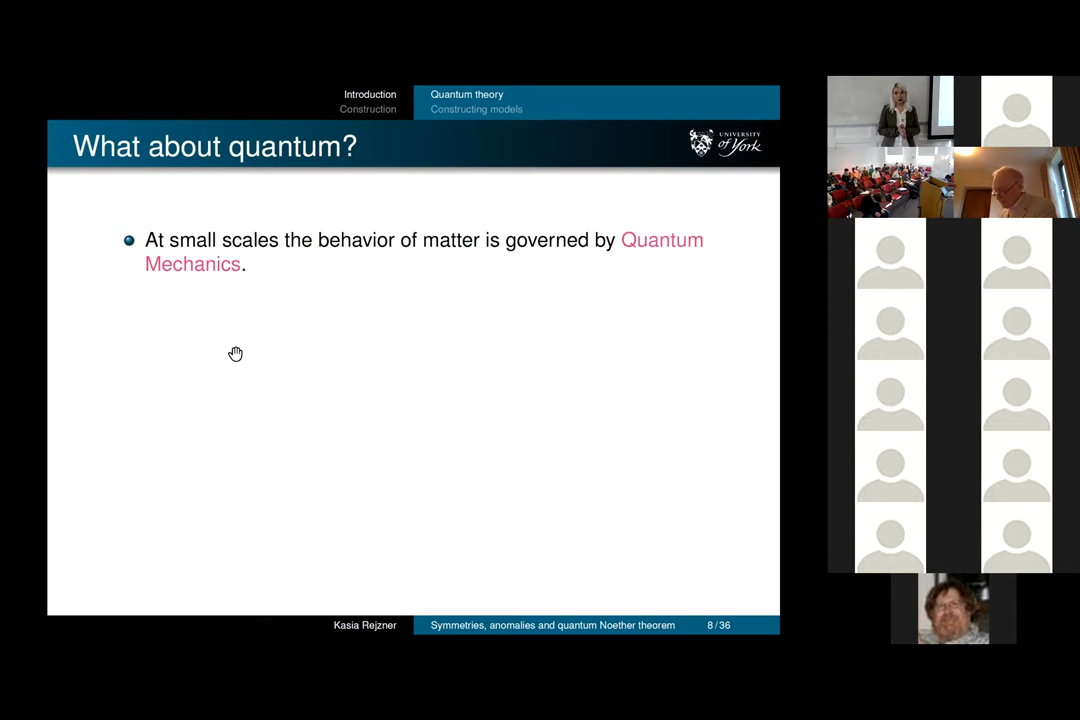 Introduction
Construction
Quantum theory
Constructing models
What about quantum?
UNIVERSITY
of York
At small scales the behavior of matter is governed by Quantum
Mechanics.
Kasia Rejzner
Symmetries, anomalies and quantum Noether theorem
8/36